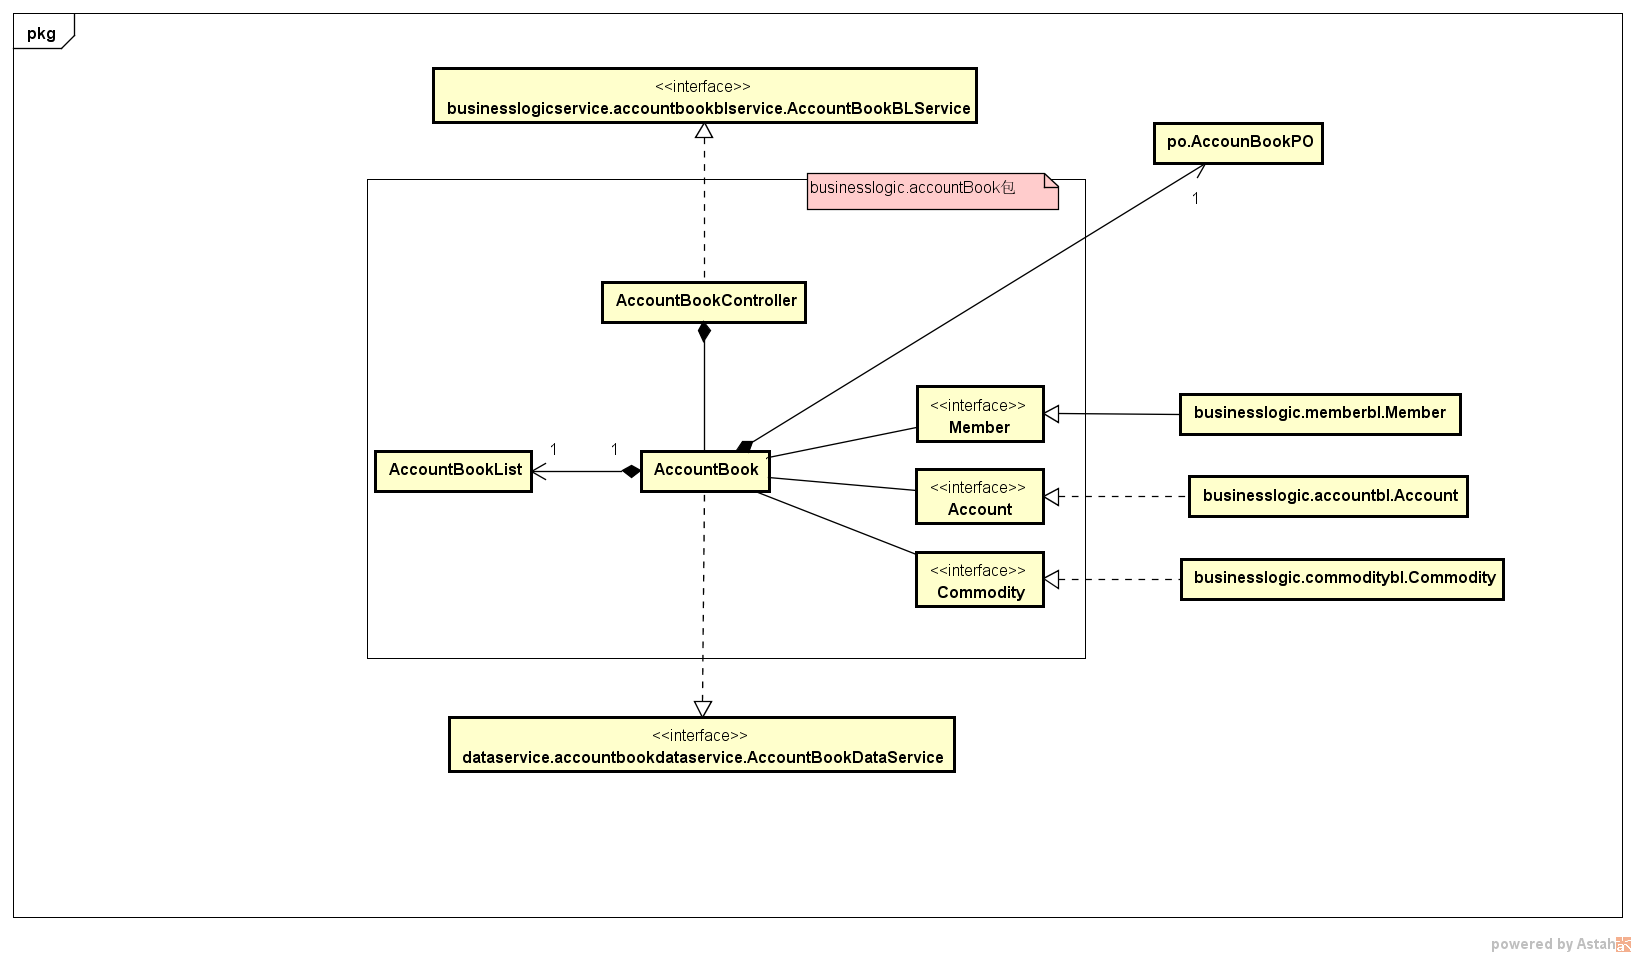 pkg
<<interface>>
businesslogicservice.accountbookblservice.AccountBookBLService
po.AccounBookPO
1
businesslogic.accountBook包
AccountBookController
<<interface>>
Member
businesslogic.memberbl.Member
AccountBookList
1
1
AccountBook
<<interface>>
Account
businesslogic.accountbl.Account
<<interface>>
Commodity
businesslogic.commoditybl.Commodity
<<interface>>
dataservice.accountbookdataservice.AccountBookDataService
powered by Astah